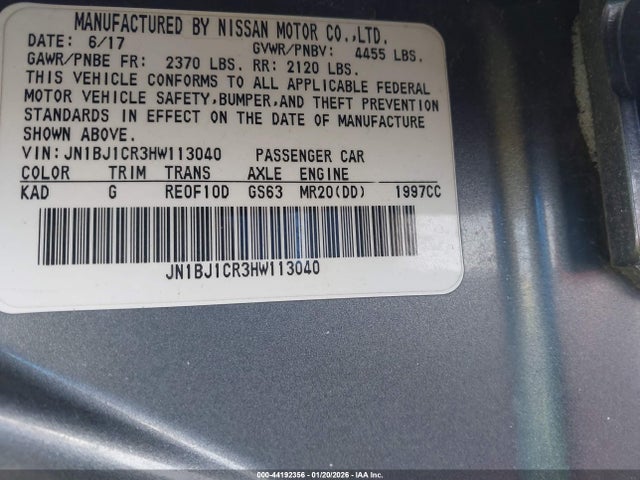 MANUFACTURED BY NISSAN MOTOR CO.,LTD.
DATE: 6/17 GVWR/PNBV: 4455 LBS.
GAWR/PNBE FR: 2370 LBS. RR: 2120 LBS.
THIS VEHICLE CONFORMS TO ALL APPLICABLE FEDERAL
MOTOR VEHICLE SAFETY,BUMPER,AND THEFT PREVENTION
STANDARDS IN EFFECT ON THE DATE OF MANUFACTURE
SHOWN ABOVE.
VIN: JN1BJ1CR3HW113040 PASSENGER CAR
COLOR TRIM TRANS AXLE ENGINE
KAD G RE0F10D GS63 MR20(DD) 1997CC
JN1BJ1CR3HW113040
000-44192356 - 01/20/2026 - Copyright © 2026 IAA, Inc.